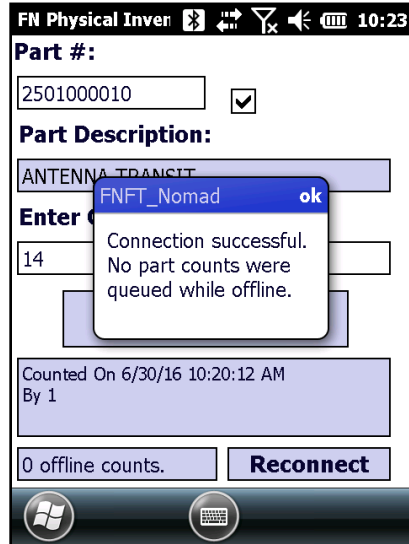 FN Physical Inver 10:23
Part #:
2501000010
Part Description:
ANTENNA TRANSIT
FNFT_Nomad ok
Connection successful.
No part counts were
queued while offline.
Enter
14
Counted On 6/30/16 10:20:12 AM
By 1
0 offline counts. Reconnect